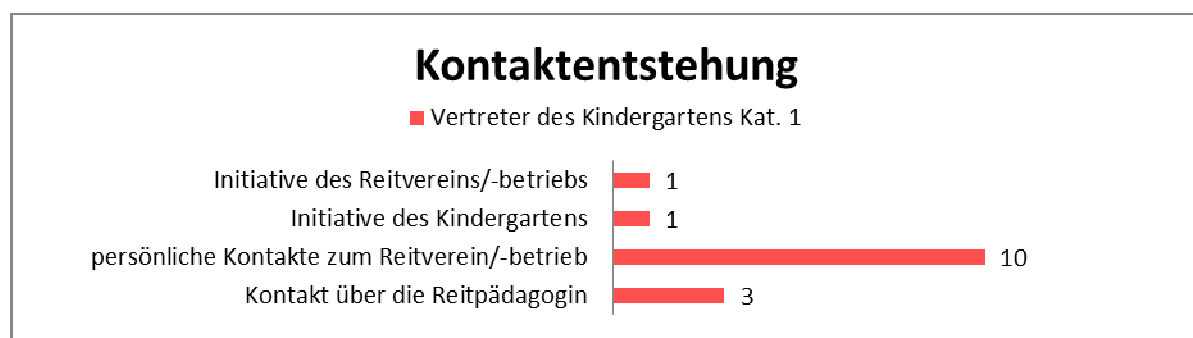 Kontaktentstehung
Vertreter des Kindergartens Kat. 1
Initiative des Reitvereins/-betriebs 1
Initiative des Kindergartens 1
persönliche Kontakte zum Reitverein/-betrieb 10
Kontakt über die Reitpädagogin 3